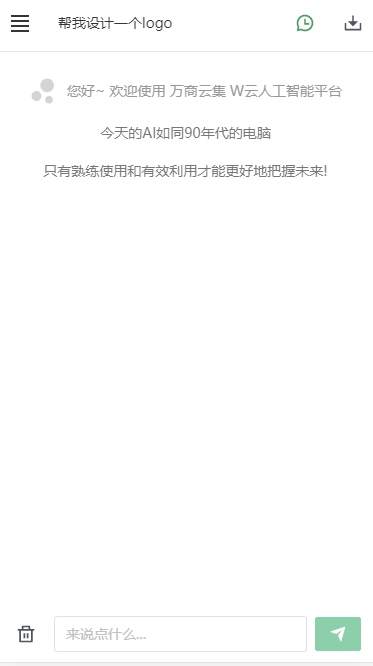 帮我设计一个logo
您好~ 欢迎使用 万商云集 W云人工智能平台
今天的AI如同90年代的电脑
只有熟练使用和有效利用才能更好地把握未来!
来说点什么...